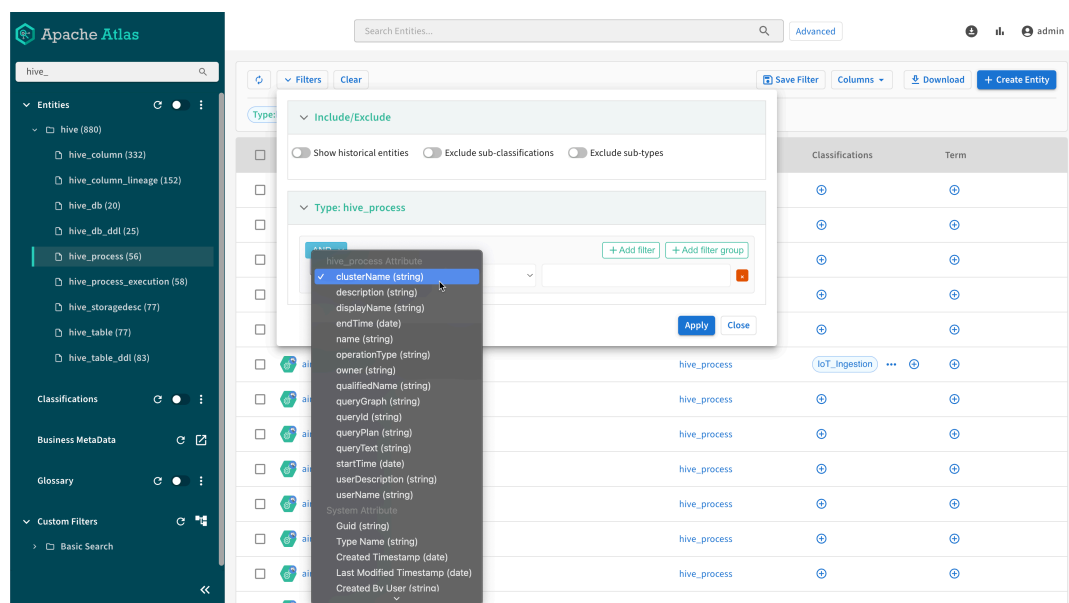 Apache Atlas
Search Entities...
Advanced
admin
hive_
Filters
Clear
Save Filter
Columns
Download
+ Create Entity
Entities
hive (880)
hive_column (332)
hive_column_lineage (152)
hive_db (20)
hive_db_ddl (25)
hive_process (56)
hive_process_execution (58)
hive_storagedesc (77)
hive_table (77)
hive_table_ddl (83)
Classifications
Business MetaData
Glossary
Custom Filters
Basic Search
Type:
Include/Exclude
Show historical entities
Exclude sub-classifications
Exclude sub-types
Type: hive_process
+ Add filter
+ Add filter group
hive_process Attribute
clusterName (string)
description (string)
displayName (string)
endTime (date)
name (string)
operationType (string)
owner (string)
qualifiedName (string)
queryGraph (string)
queryId (string)
queryPlan (string)
queryText (string)
startTime (date)
userDescription (string)
userName (string)
System Attribute
Guid (string)
Type Name (string)
Created Timestamp (date)
Last Modified Timestamp (date)
Created By User (string)
Apply
Close
Classifications
Term
hive_process
IoT_Ingestion
hive_process
hive_process
hive_process
hive_process
hive_process
hive_process